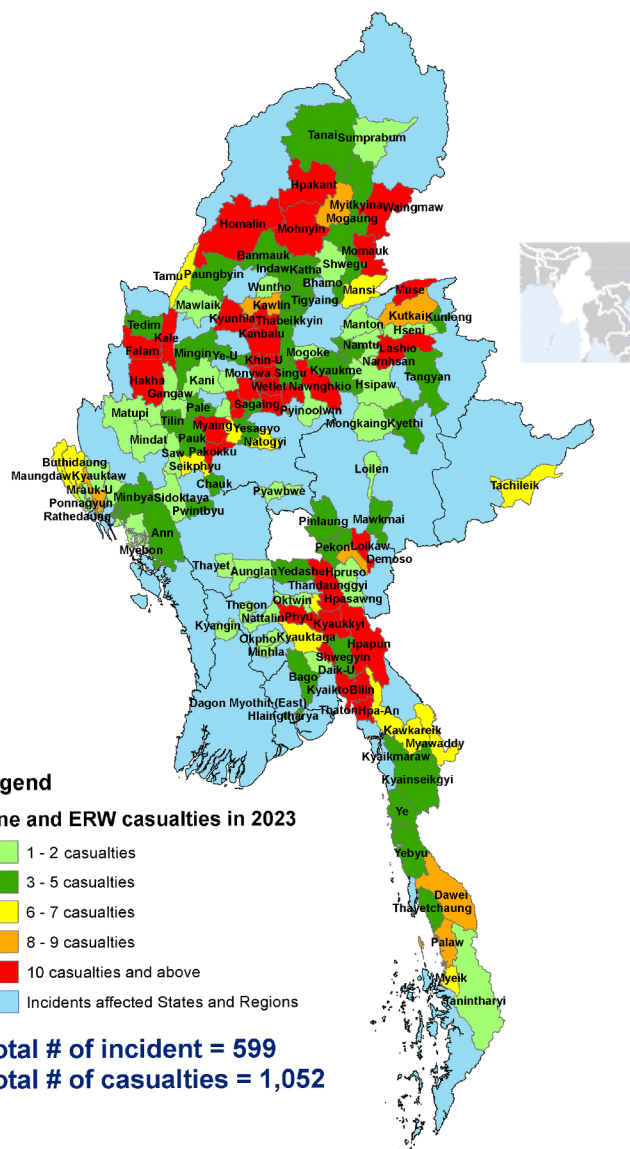 Tanai
Sumprabum
Hpakant
Myitkyina
Waingmaw
Mogaung
Homalin
Mohnyin
Momauk
Banmauk
Shwegu
Indaw
Katha
Tamu
Paungbyin
Bhamo
Wuntho
Mansi
Muse
Mawlaik
Kawlin
Tigyaing
Kutkai
Kunlong
Kyunhla
Thabeikkyin
Manton
Hseni
Tedim
Kale
Kanbalu
Namtu
Lashio
Falam
Mingin
Ye-U
Khin-U
Mogoke
Namhsan
Monywa
Singu
Kyaukme
Tangyan
Hakha
Kani
Wetlet
Nawnghkio
Hsipaw
Gangaw
Pale
Sagaing
Pyinoolwin
Matupi
Tilin
Myaing
Yesagyo
Mongkaing
Kyethi
Mindat
Pauk
Natogyi
Saw
Pakokku
Buthidaung
Seikphyu
Loilen
Maungdaw
Kyauktaw
Chauk
Tachileik
Mrauk-U
Minbya
Sidoktaya
Pyawbwe
Ponnagyun
Pwintbyu
Rathedaung
Pinlaung
Mawkmai
Ann
Myebon
Pekon
Loikaw
Demoso
Thayet
Aunglan
Yedashe
Hpruso
Thandaunggyi
Thegon
Oktwin
Hpasawng
Nattalin
Phyu
Kyangin
Kyaukkyi
Okpho
Kyauktaga
Hpapun
Minhla
Shwegyin
Bago
Daik-U
Kyaikto
Bilin
Dagon Myothit (East)
Thaton
Hpa-An
Hlaingtharya
Kawkareik
Myawaddy
Kyaikmaraw
Kyainseikgyi
Ye
Yebyu
Dawei
Thayetchaung
Palaw
Myeik
Tanintharyi
gend
ne and ERW casualties in 2023
1 - 2 casualties
3 - 5 casualties
6 - 7 casualties
8 - 9 casualties
10 casualties and above
Incidents affected States and Regions
otal # of incident = 599
otal # of casualties = 1,052